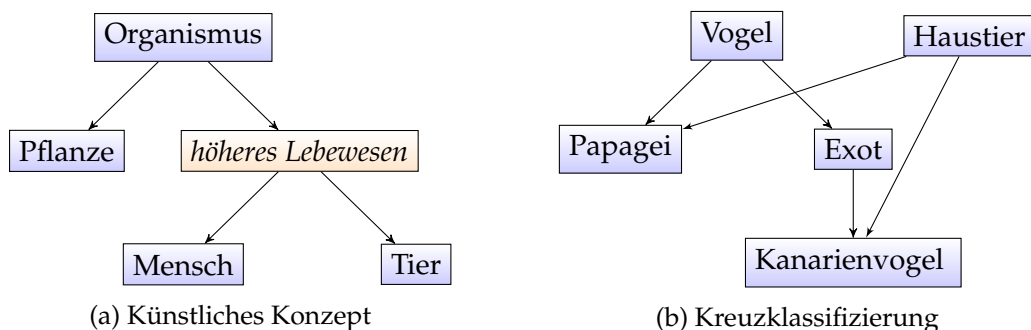 Organismus
Pflanze
höheres Lebewesen
Mensch
Tier
(a) Künstliches Konzept
Vogel
Haustier
Papagei
Exot
Kanarienvogel
(b) Kreuzklassifizierung